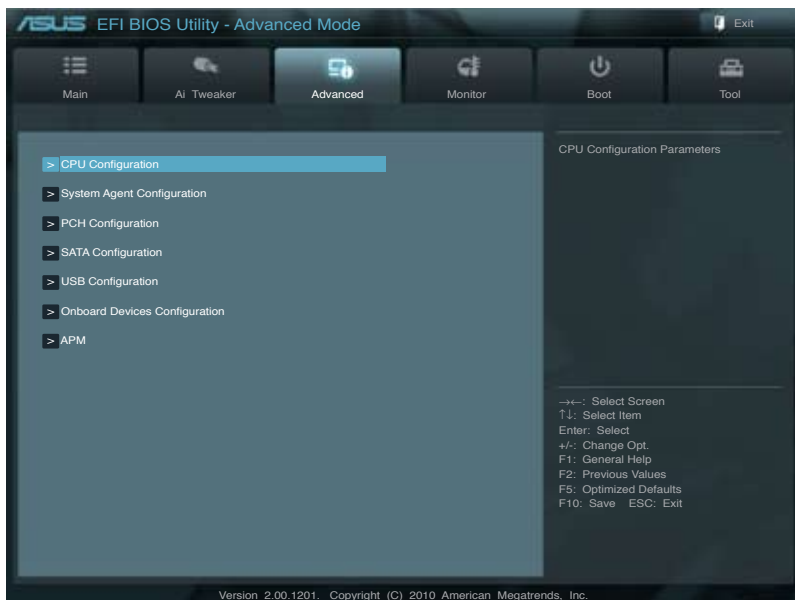 ASUS EFI BIOS Utility - Advanced Mode
Exit
Main
Ai Tweaker
Advanced
Monitor
Boot
Tool
> CPU Configuration
> System Agent Configuration
> PCH Configuration
> SATA Configuration
> USB Configuration
> Onboard Devices Configuration
> APM
CPU Configuration Parameters
→←: Select Screen
↑↓: Select Item
Enter: Select
+/-: Change Opt.
F1: General Help
F2: Previous Values
F5: Optimized Defaults
F10: Save ESC: Exit
Version 2.00.1201. Copyright (C) 2010 American Megatrends, Inc.